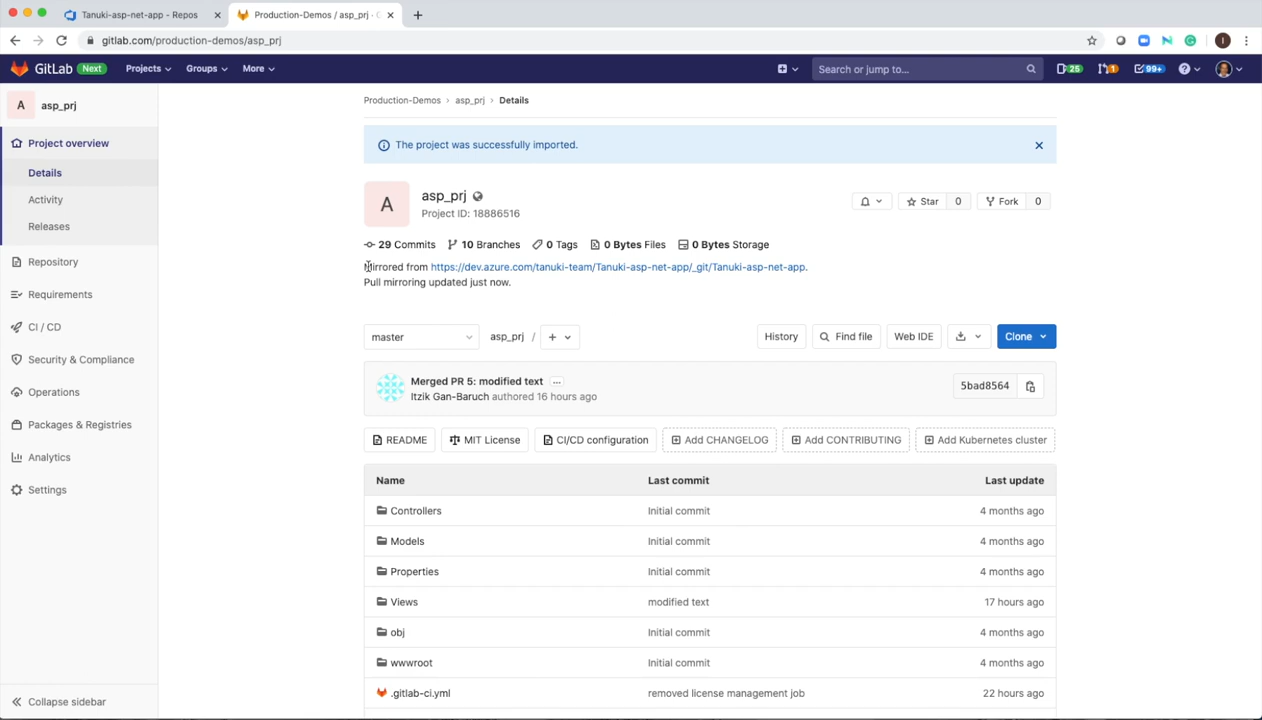 Tanuki-asp-net-app - Repos
Production-Demos / asp_prj ·
gitlab.com/production-demos/asp_prj
I
GitLab Next Projects Groups More Search or jump to... 25 1 99+
A asp_prj
Production-Demos › asp_prj › Details
Project overview
Details
Activity
Releases
Repository
Requirements
CI / CD
Security & Compliance
Operations
Packages & Registries
Analytics
Settings
Collapse sidebar
The project was successfully imported.
A
asp_prj
Project ID: 18886516
Star 0 Fork 0
29 Commits 10 Branches 0 Tags 0 Bytes Files 0 Bytes Storage
Mirrored from https://dev.azure.com/tanuki-team/Tanuki-asp-net-app/_git/Tanuki-asp-net-app.
Pull mirroring updated just now.
master asp_prj / + History Find file Web IDE Clone
Merged PR 5: modified text ...
Itzik Gan-Baruch authored 16 hours ago
5bad8564
README MIT License CI/CD configuration Add CHANGELOG Add CONTRIBUTING Add Kubernetes cluster
Name Last commit Last update
Controllers Initial commit 4 months ago
Models Initial commit 4 months ago
Properties Initial commit 4 months ago
Views modified text 17 hours ago
obj Initial commit 4 months ago
wwwroot Initial commit 4 months ago
.gitlab-ci.yml removed license management job 22 hours ago